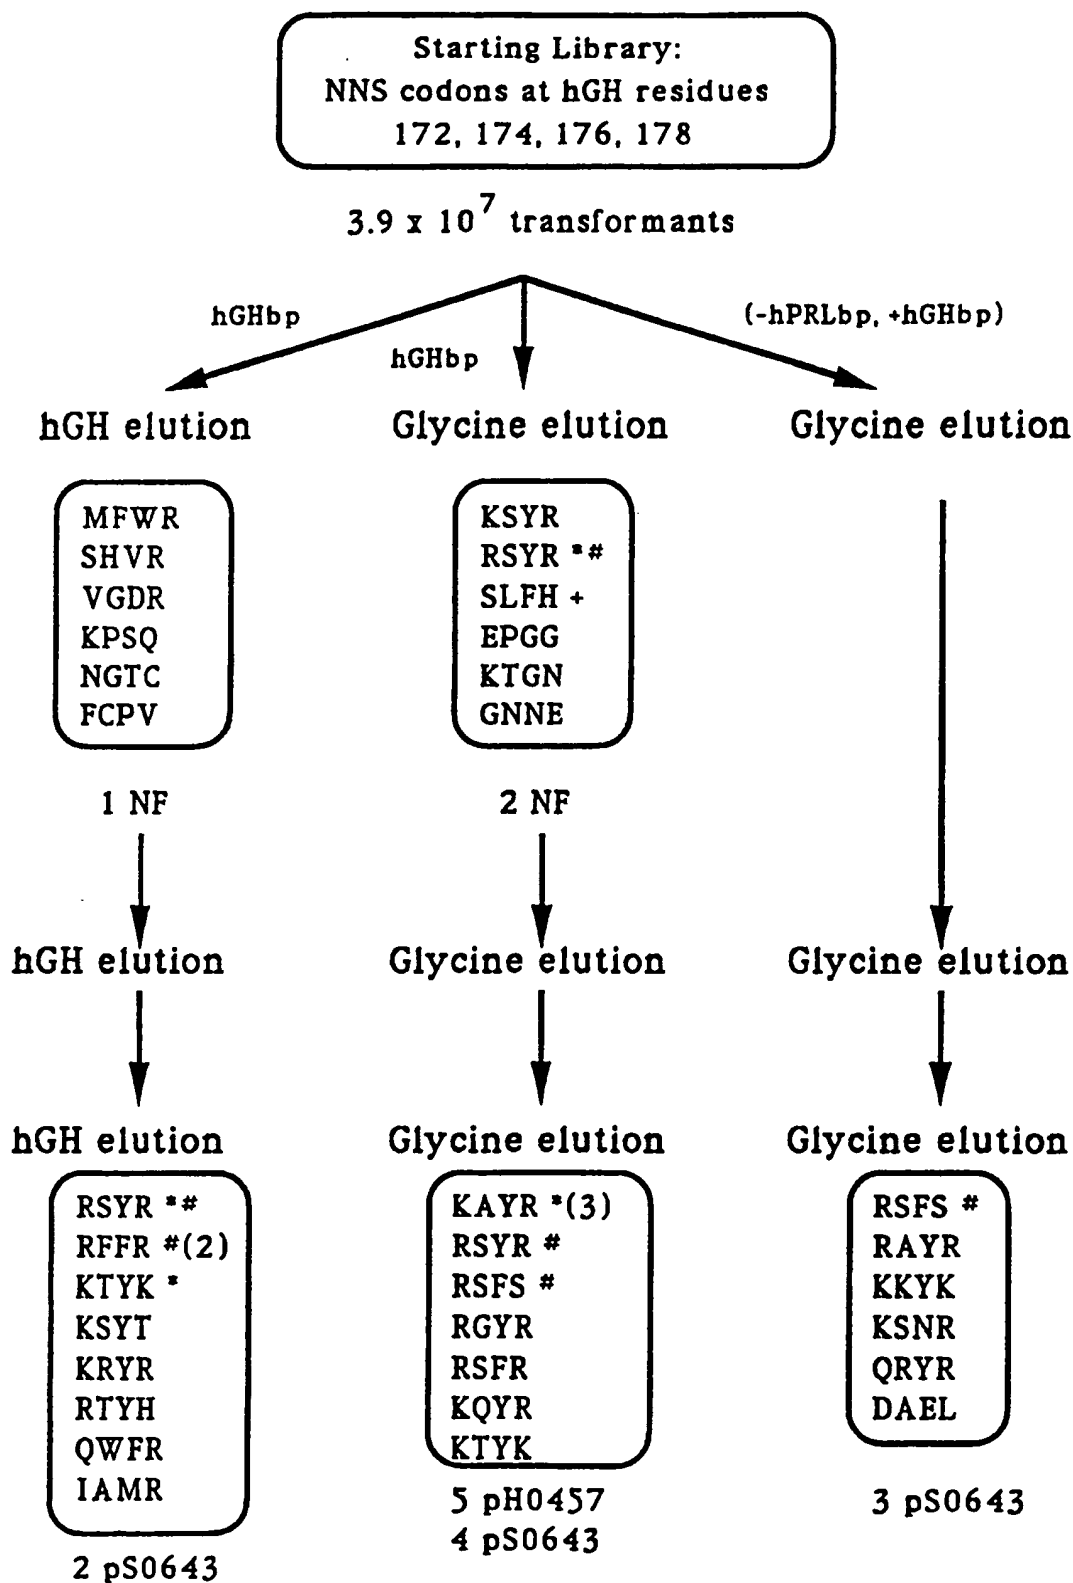 Starting Library:
NNS codons at hGH residues
172, 174, 176, 178
3.9 x 10^7 transformants
hGHbp
hGHbp
(-hPRLbp, +hGHbp)
hGH elution
Glycine elution
Glycine elution
MFWR
SHVR
VGDR
KPSQ
NGTC
FCPV
KSYR
RSYR *#
SLFH +
EPGG
KTGN
GNNE
1 NF
2 NF
hGH elution
Glycine elution
Glycine elution
hGH elution
Glycine elution
Glycine elution
RSYR *#
RFFR #(2)
KTYK *
KSYT
KRYR
RTYH
QWFR
IAMR
2 pS0643
KAYR *(3)
RSYR #
RSFS #
RGYR
RSFR
KQYR
KTYK
5 pH0457
4 pS0643
RSFS #
RAYR
KKYK
KSNR
QRYR
DAEL
3 pS0643